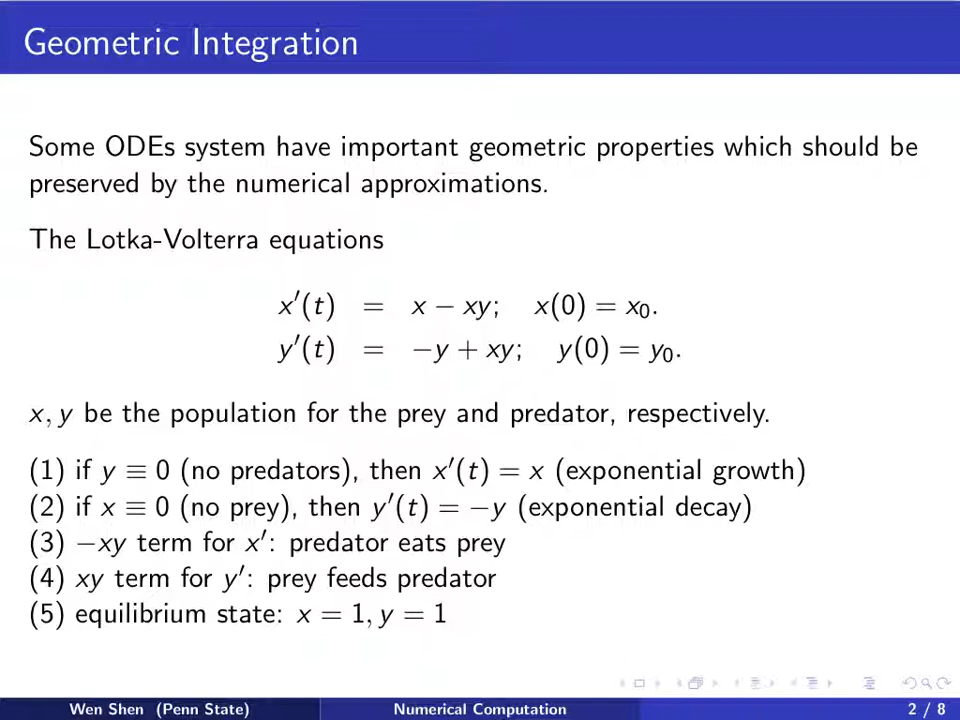 Geometric Integration
Some ODEs system have important geometric properties which should be
preserved by the numerical approximations.
The Lotka-Volterra equations
x′(t) = x − xy; x(0) = x₀.
y′(t) = −y + xy; y(0) = y₀.
x, y be the population for the prey and predator, respectively.
(1) if y ≡ 0 (no predators), then x′(t) = x (exponential growth)
(2) if x ≡ 0 (no prey), then y′(t) = −y (exponential decay)
(3) −xy term for x′: predator eats prey
(4) xy term for y′: prey feeds predator
(5) equilibrium state: x = 1, y = 1
Wen Shen (Penn State) Numerical Computation 2 / 8